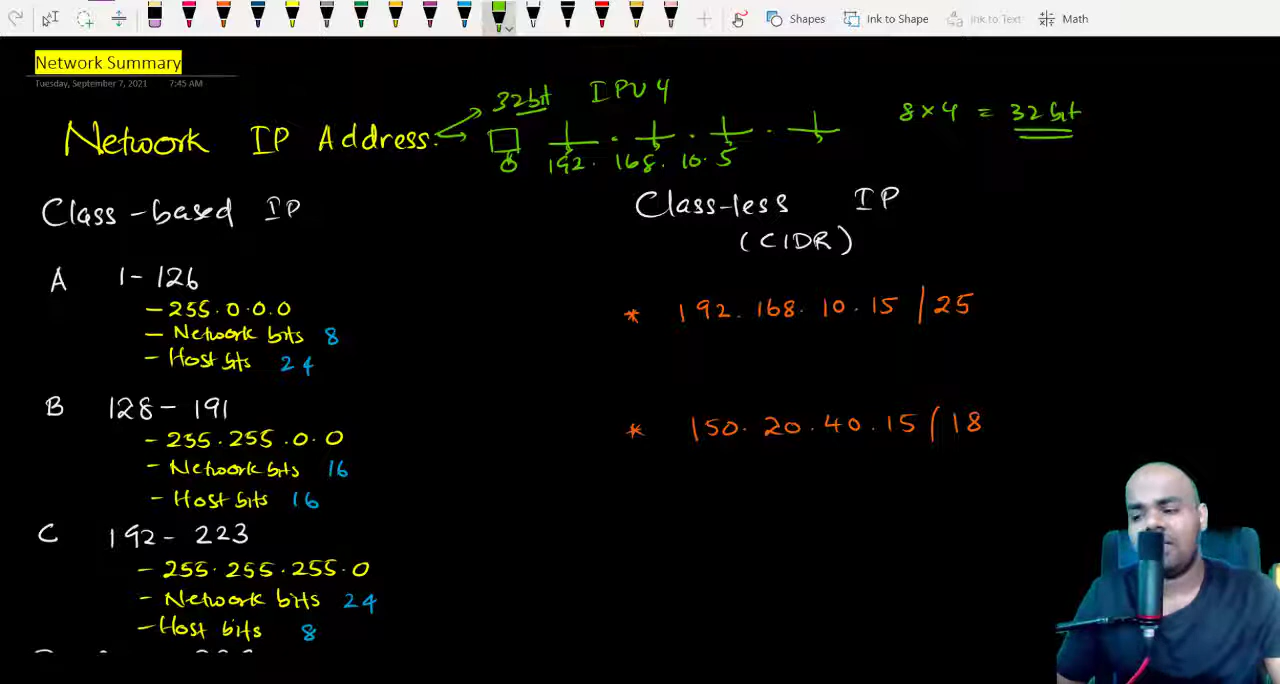 Shapes
Ink to Shape
Ink to Text
Math
Network Summary
Tuesday, September 7, 2021 7:45 AM
32bit IPV4
8×4 = 32bit
Network IP Address
192. 168. 10. 5
Class-based IP
Class-less IP
(CIDR)
A 1-126
- 255.0.0.0
- Network bits 8
- Host bts 24
* 192.168.10.15 /25
B 128-191
- 255.255.0.0
- Network bits 16
- Host bits 16
* 150.20.40.15/18
C 192-223
- 255.255.255.0
- Network bits 24
- Host bits 8